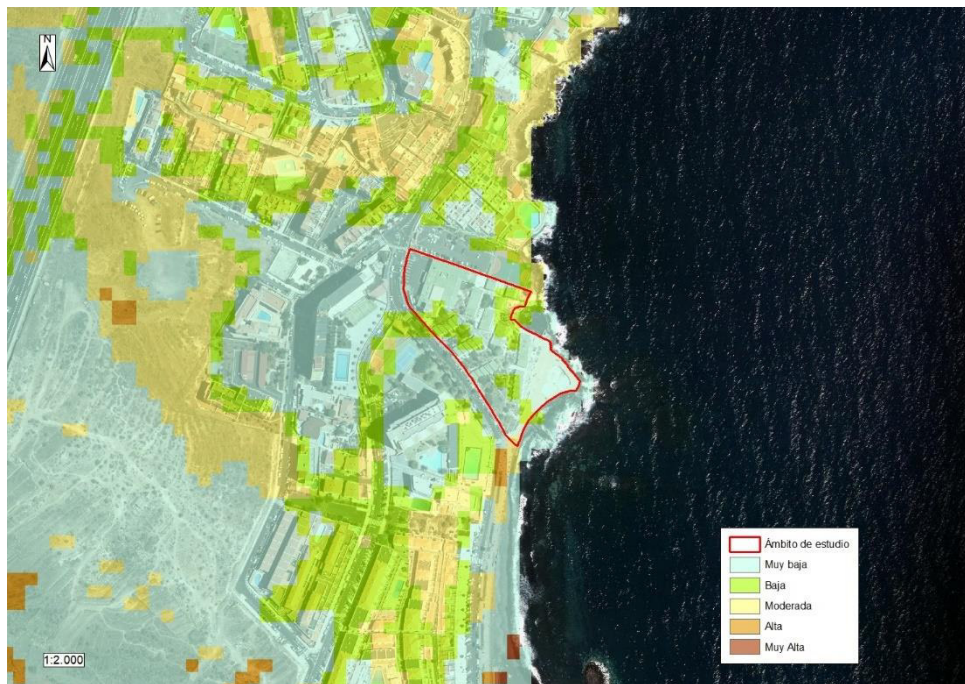 N
Ámbito de estudio
Muy baja
Baja
Moderada
Alta
Muy Alta
1:2.000